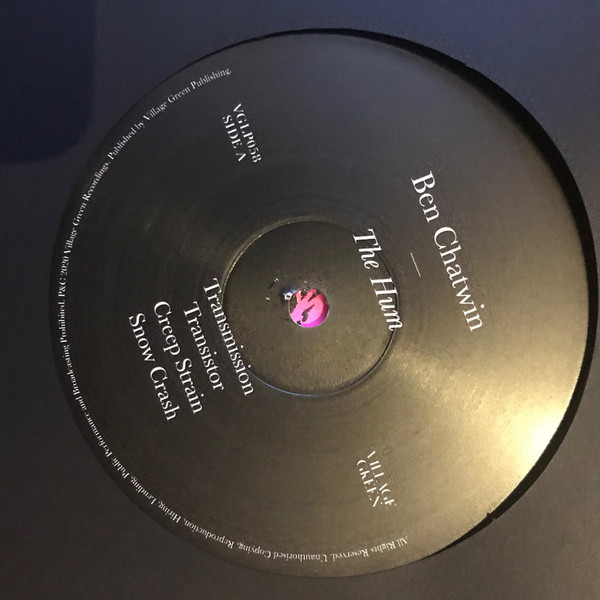 Ben Chatwin
—
The Hum
VGLP058
SIDE A
VILLAGE
GREEN
Transmission
Transistor
Creep Strain
Snow Crash
All Rights Reserved. Unauthorised Copying, Reproduction, Hiring, Lending, Public Performance and Broadcasting Prohibited. P&C 2020 Village Green Recordings. Published by Village Green Publishing.